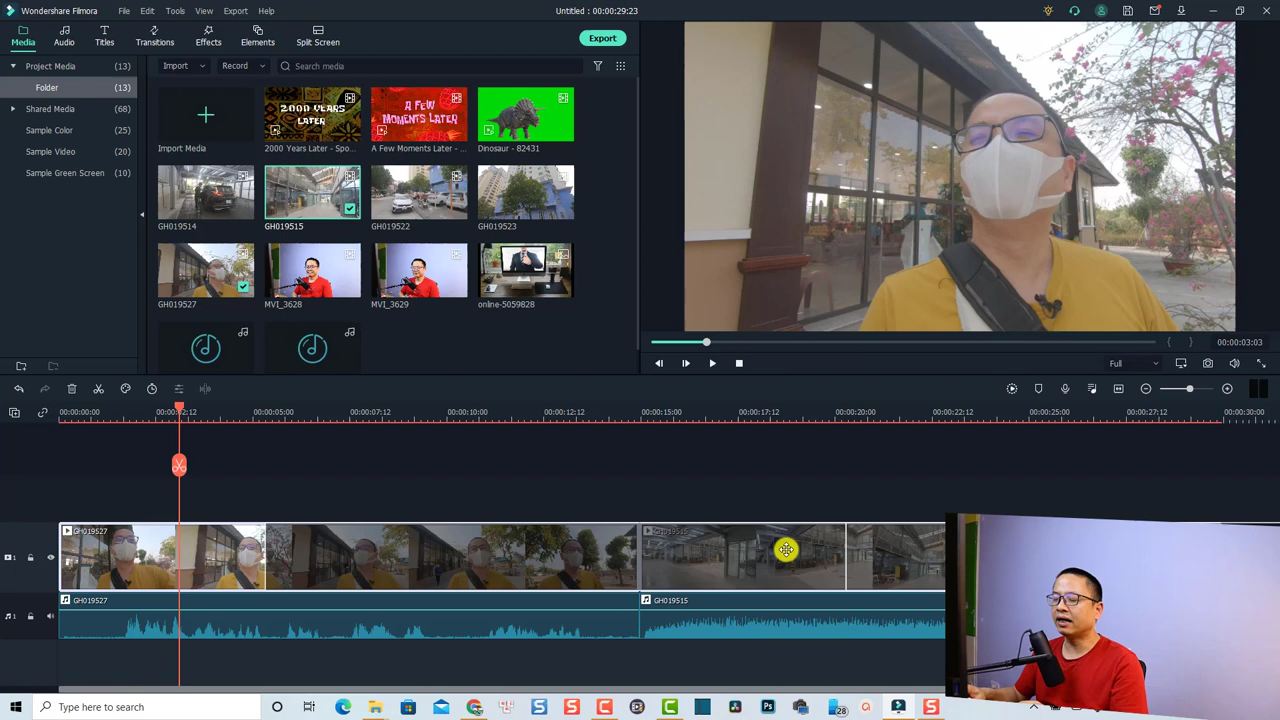 Wondershare Filmora
File
Edit
Tools
View
Export
Help
Untitled : 00:00:29:23
Media
Audio
Titles
Transitions
Effects
Elements
Split Screen
Export
Project Media (13)
Folder (13)
Shared Media (68)
Sample Color (25)
Sample Video (20)
Sample Green Screen (10)
Import
Record
Search media
Import Media
2000 YEARS
LATER
2000 Years Later - Spo...
A FEW
MOMENTS LATER
A Few Moments Later - ...
Dinosaur - 82431
GH019514
GH019515
GH019522
GH019523
GH019527
MVI_3628
MVI_3629
online-5059828
00:00:03:03
Full
00:00:00:00
00:00:02:12
00:00:05:00
00:00:07:12
00:00:10:00
00:00:12:12
00:00:15:00
00:00:17:12
00:00:20:00
00:00:22:12
00:00:25:00
00:00:27:12
00:00:30:00
1
GH019527
GH019515
1
GH019527
GH019515
Type here to search
28